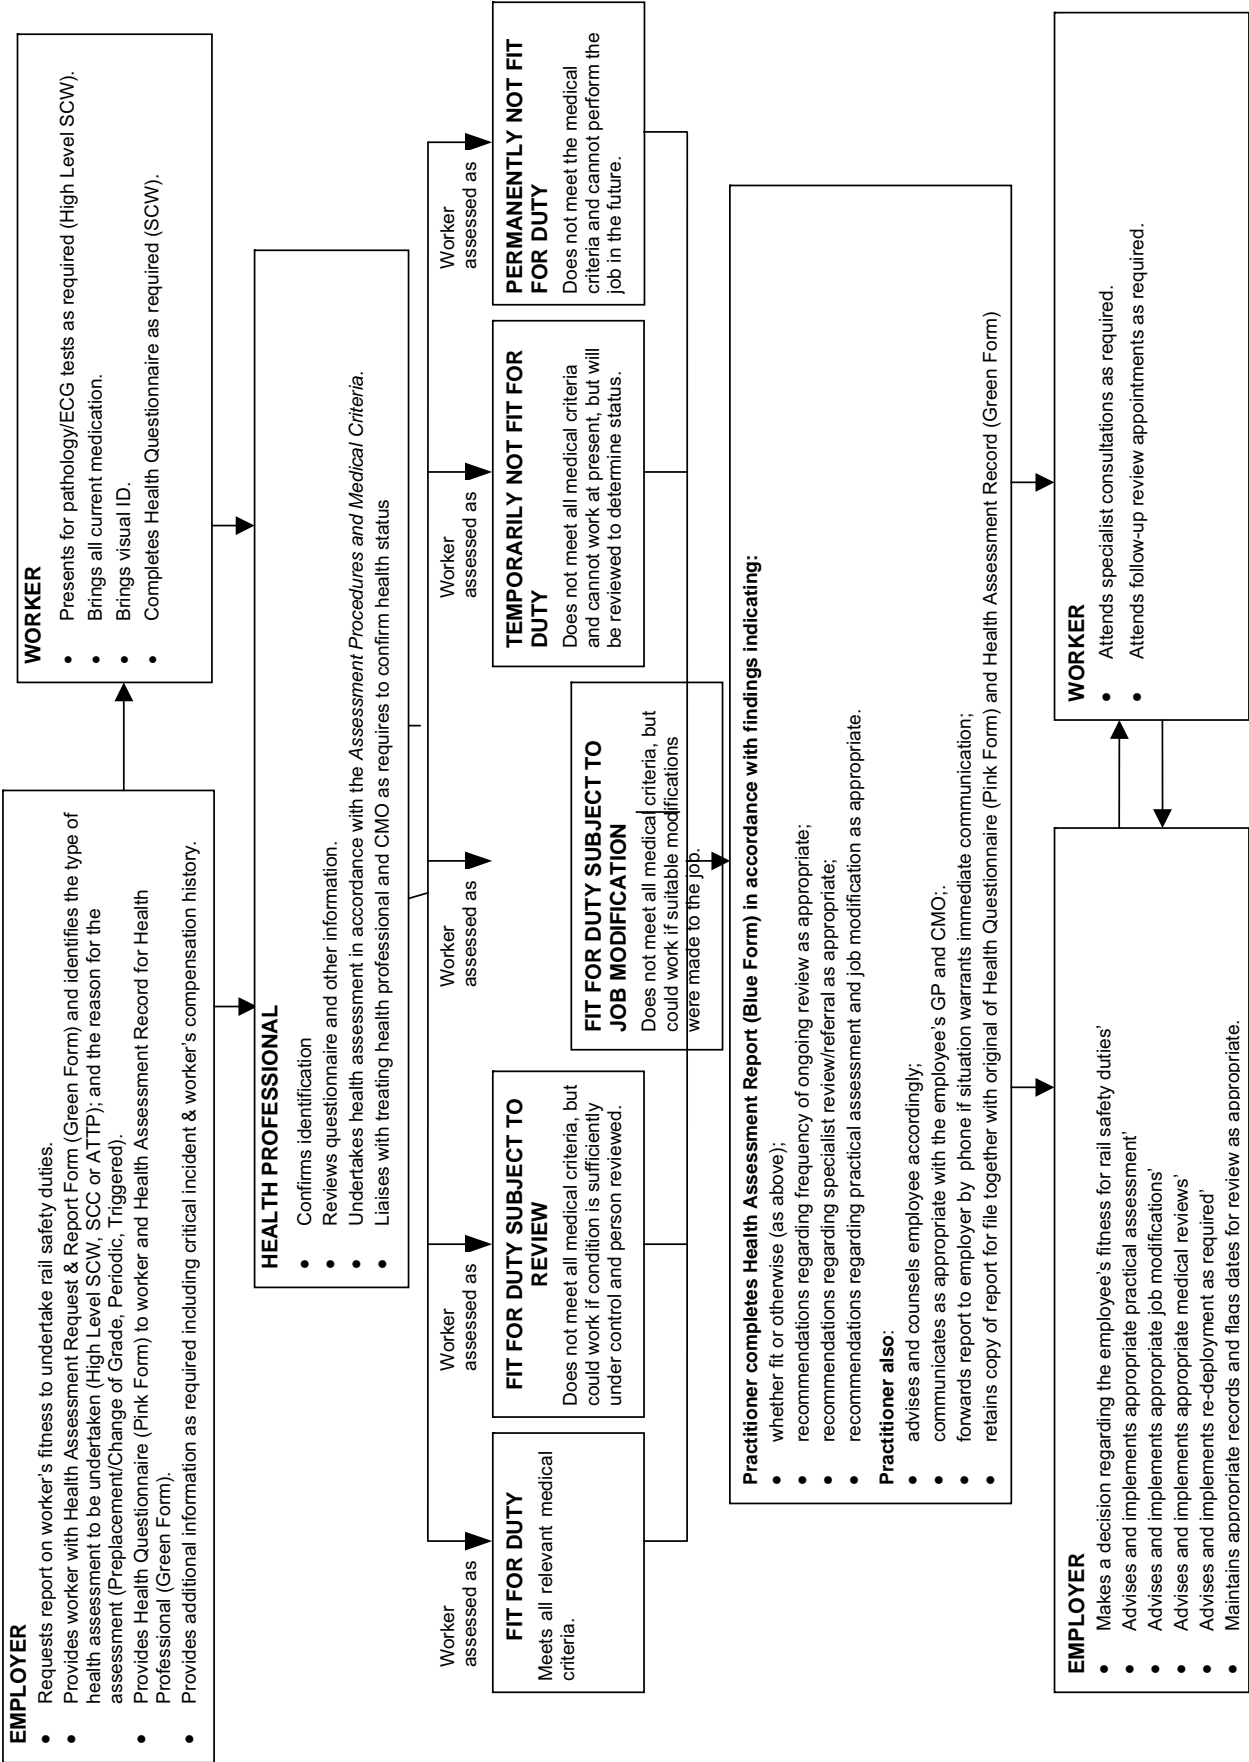 EMPLOYER
• Requests report on worker's fitness to undertake rail safety duties.
• Provides worker with Health Assessment Request & Report Form (Green Form) and identifies the type of
health assessment to be undertaken (High Level SCW, SCC or ATTP); and the reason for the
assessment (Preplacement/Change of Grade, Periodic, Triggered).
• Provides Health Questionnaire (Pink Form) to worker and Health Assessment Record for Health
Professional (Green Form).
• Provides additional information as required including critical incident & worker's compensation history.
WORKER
• Presents for pathology/ECG tests as required (High Level SCW).
• Brings all current medication.
• Brings visual ID.
• Completes Health Questionnaire as required (SCW).
HEALTH PROFESSIONAL
• Confirms identification
• Reviews questionnaire and other information.
• Undertakes health assessment in accordance with the Assessment Procedures and Medical Criteria.
• Liaises with treating health professional and CMO as requires to confirm health status
Worker
assessed as
FIT FOR DUTY
Meets all relevant medical
criteria.
Worker
assessed as
FIT FOR DUTY SUBJECT TO
REVIEW
Does not meet all medical criteria, but
could work if condition is sufficiently
under control and person reviewed.
Worker
assessed as
FIT FOR DUTY SUBJECT TO
JOB MODIFICATION
Does not meet all medical criteria, but
could work if suitable modifications
were made to the job.
Worker
assessed as
TEMPORARILY NOT FIT FOR
DUTY
Does not meet all medical criteria
and cannot work at present, but will
be reviewed to determine status.
Worker
assessed as
PERMANENTLY NOT FIT
FOR DUTY
Does not meet the medical
criteria and cannot perform the
job in the future.
Practitioner completes Health Assessment Report (Blue Form) in accordance with findings indicating:
• whether fit or otherwise (as above);
• recommendations regarding frequency of ongoing review as appropriate;
• recommendations regarding specialist review/referral as appropriate;
• recommendations regarding practical assessment and job modification as appropriate.
Practitioner also:
• advises and counsels employee accordingly;
• communicates as appropriate with the employee's GP and CMO;.
• forwards report to employer by phone if situation warrants immediate communication;
• retains copy of report for file together with original of Health Questionnaire (Pink Form) and Health Assessment Record (Green Form)
EMPLOYER
• Makes a decision regarding the employee's fitness for rail safety duties'
• Advises and implements appropriate practical assessment'
• Advises and implements appropriate job modifications'
• Advises and implements appropriate medical reviews'
• Advises and implements re-deployment as required'
• Maintains appropriate records and flags dates for review as appropriate.
WORKER
• Attends specialist consultations as required.
• Attends follow-up review appointments as required.